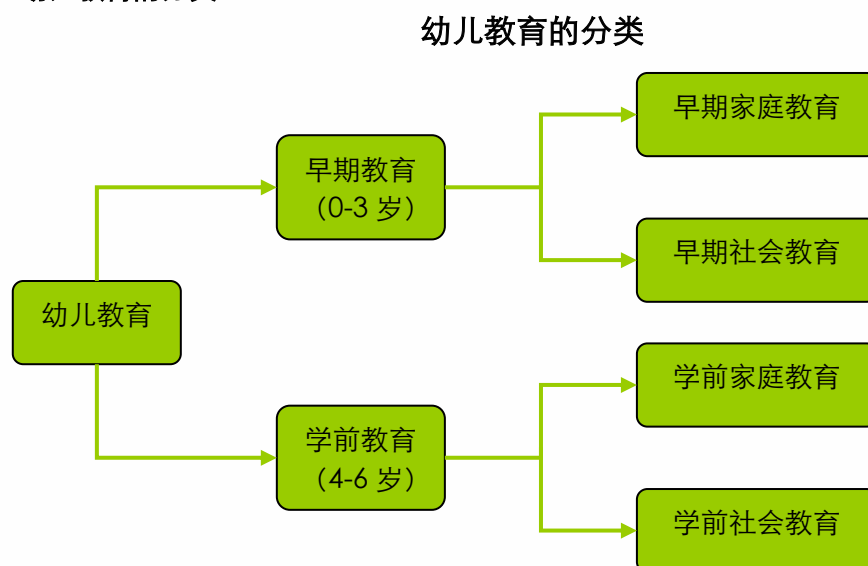 幼儿教育的分类
早期家庭教育
早期教育
（0-3 岁）
早期社会教育
幼儿教育
学前家庭教育
学前教育
（4-6 岁）
学前社会教育